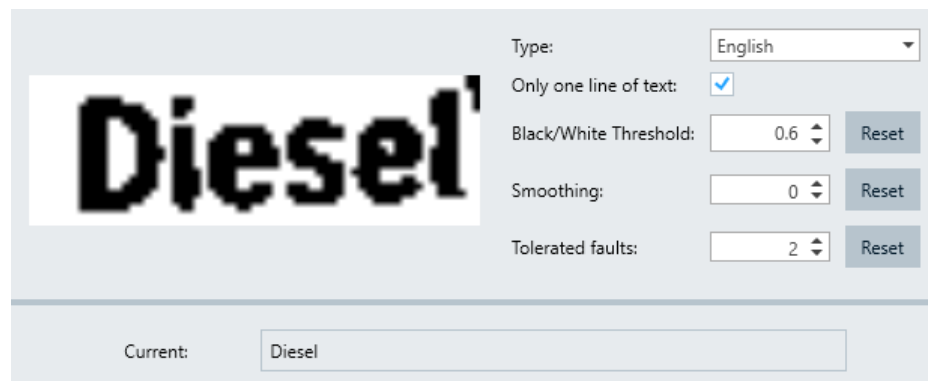 Diesel
Type: English
Only one line of text:
Black/White Threshold: 0.6 Reset
Smoothing: 0 Reset
Tolerated faults: 2 Reset
Current: Diesel